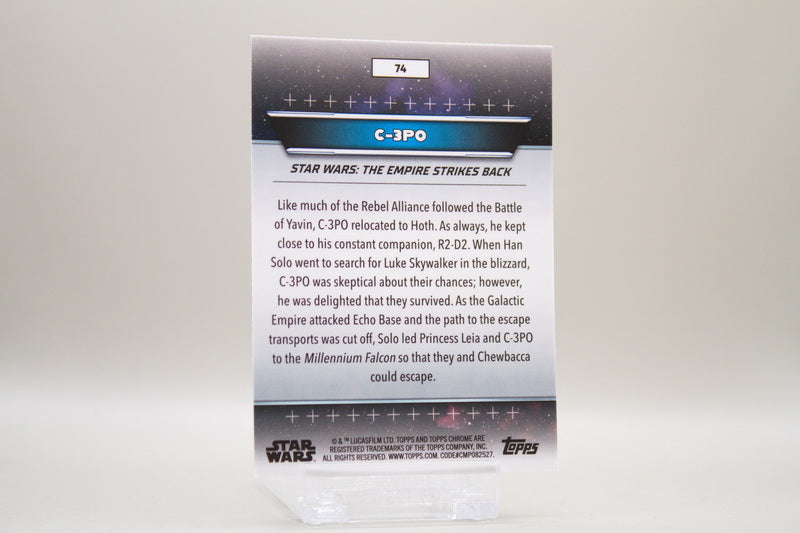 74
C-3PO
STAR WARS: THE EMPIRE STRIKES BACK
Like much of the Rebel Alliance followed the Battle
of Yavin, C-3PO relocated to Hoth. As always, he kept
close to his constant companion, R2-D2. When Han
Solo went to search for Luke Skywalker in the blizzard,
C-3PO was skeptical about their chances; however,
he was delighted that they survived. As the Galactic
Empire attacked Echo Base and the path to the escape
transports was cut off, Solo led Princess Leia and C-3PO
to the Millennium Falcon so that they and Chewbacca
could escape.
STAR
WARS
© & ™ LUCASFILM LTD. TOPPS AND TOPPS CHROME ARE
REGISTERED TRADEMARKS OF THE TOPPS COMPANY, INC.
ALL RIGHTS RESERVED. WWW.TOPPS.COM. CODE#CMP082527.
Topps